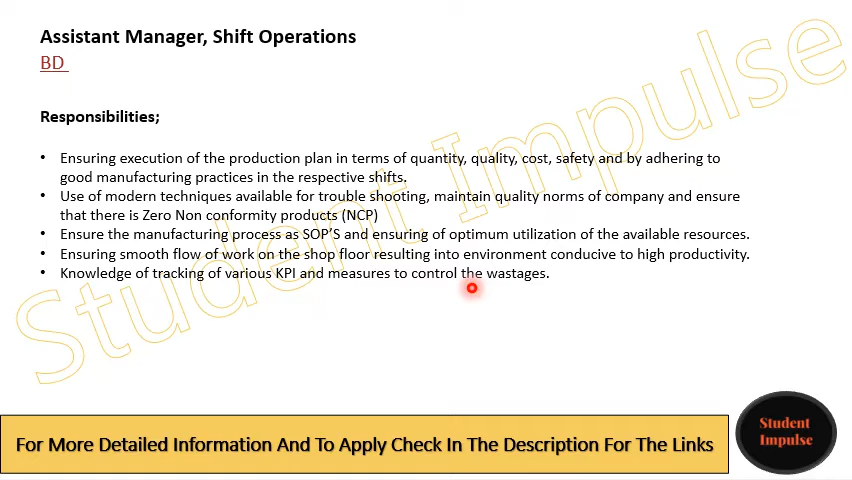 Assistant Manager, Shift Operations
BD
Responsibilities;
• Ensuring execution of the production plan in terms of quantity, quality, cost, safety and by adhering to
good manufacturing practices in the respective shifts.
• Use of modern techniques available for trouble shooting, maintain quality norms of company and ensure
that there is Zero Non conformity products (NCP)
• Ensure the manufacturing process as SOP'S and ensuring of optimum utilization of the available resources.
• Ensuring smooth flow of work on the shop floor resulting into environment conducive to high productivity.
• Knowledge of tracking of various KPI and measures to control the wastages.
Student Impulse
For More Detailed Information And To Apply Check In The Description For The Links
Student
Impulse